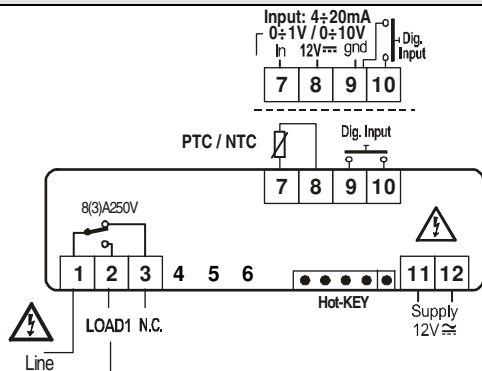 Input: 4÷20mA
0÷1V / 0÷10V
In 12V⎓ gnd
Dig.
Input
7 8 9 10
PTC / NTC
Dig. Input
7 8 9 10
8(3)A250V
1 2 3 4 5 6
11 12
Hot-KEY
LOAD1 N.C.
Supply
12V≂
Line